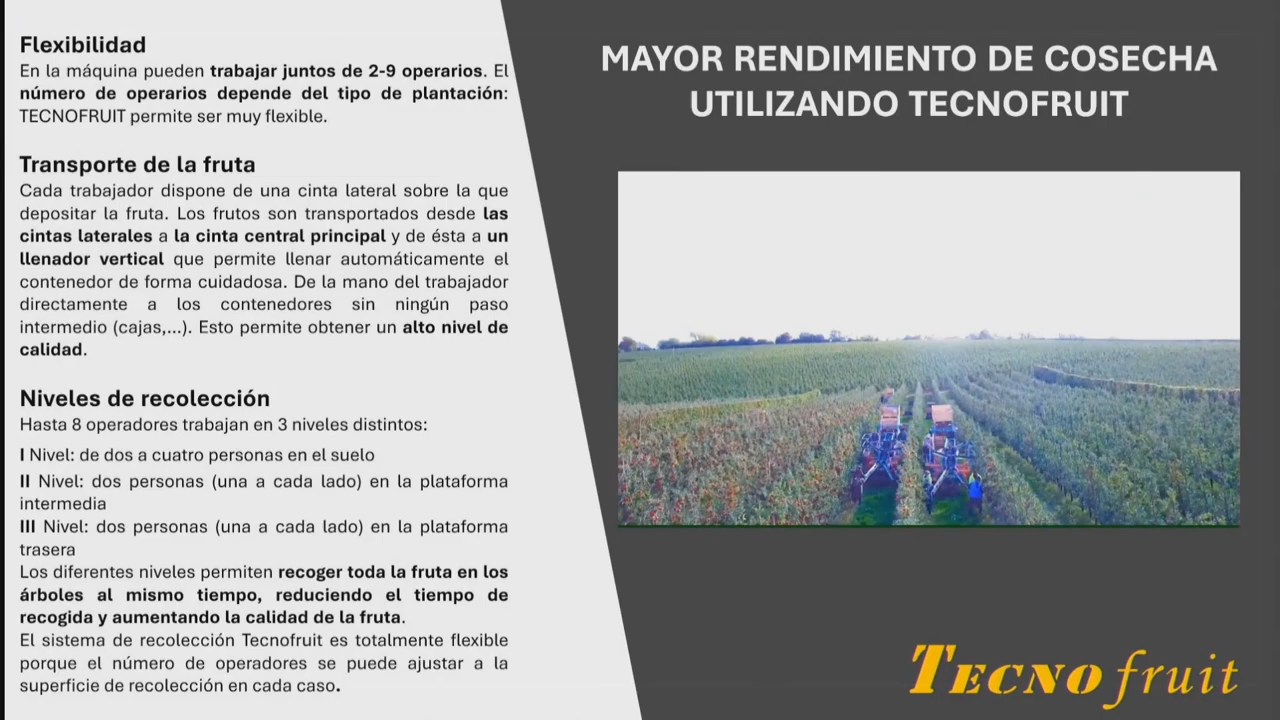 Flexibilidad
En la máquina pueden trabajar juntos de 2-9 operarios. El
número de operarios depende del tipo de plantación:
TECNOFRUIT permite ser muy flexible.
Transporte de la fruta
Cada trabajador dispone de una cinta lateral sobre la que
depositar la fruta. Los frutos son transportados desde las
cintas laterales a la cinta central principal y de ésta a un
llenador vertical que permite llenar automáticamente el
contenedor de forma cuidadosa. De la mano del trabajador
directamente a los contenedores sin ningún paso
intermedio (cajas,...). Esto permite obtener un alto nivel de
calidad.
Niveles de recolección
Hasta 8 operadores trabajan en 3 niveles distintos:
I Nivel: de dos a cuatro personas en el suelo
II Nivel: dos personas (una a cada lado) en la plataforma
intermedia
III Nivel: dos personas (una a cada lado) en la plataforma
trasera
Los diferentes niveles permiten recoger toda la fruta en los
árboles al mismo tiempo, reduciendo el tiempo de
recogida y aumentando la calidad de la fruta.
El sistema de recolección Tecnofruit es totalmente flexible
porque el número de operadores se puede ajustar a la
superficie de recolección en cada caso.
MAYOR RENDIMIENTO DE COSECHA
UTILIZANDO TECNOFRUIT
TECNO fruit